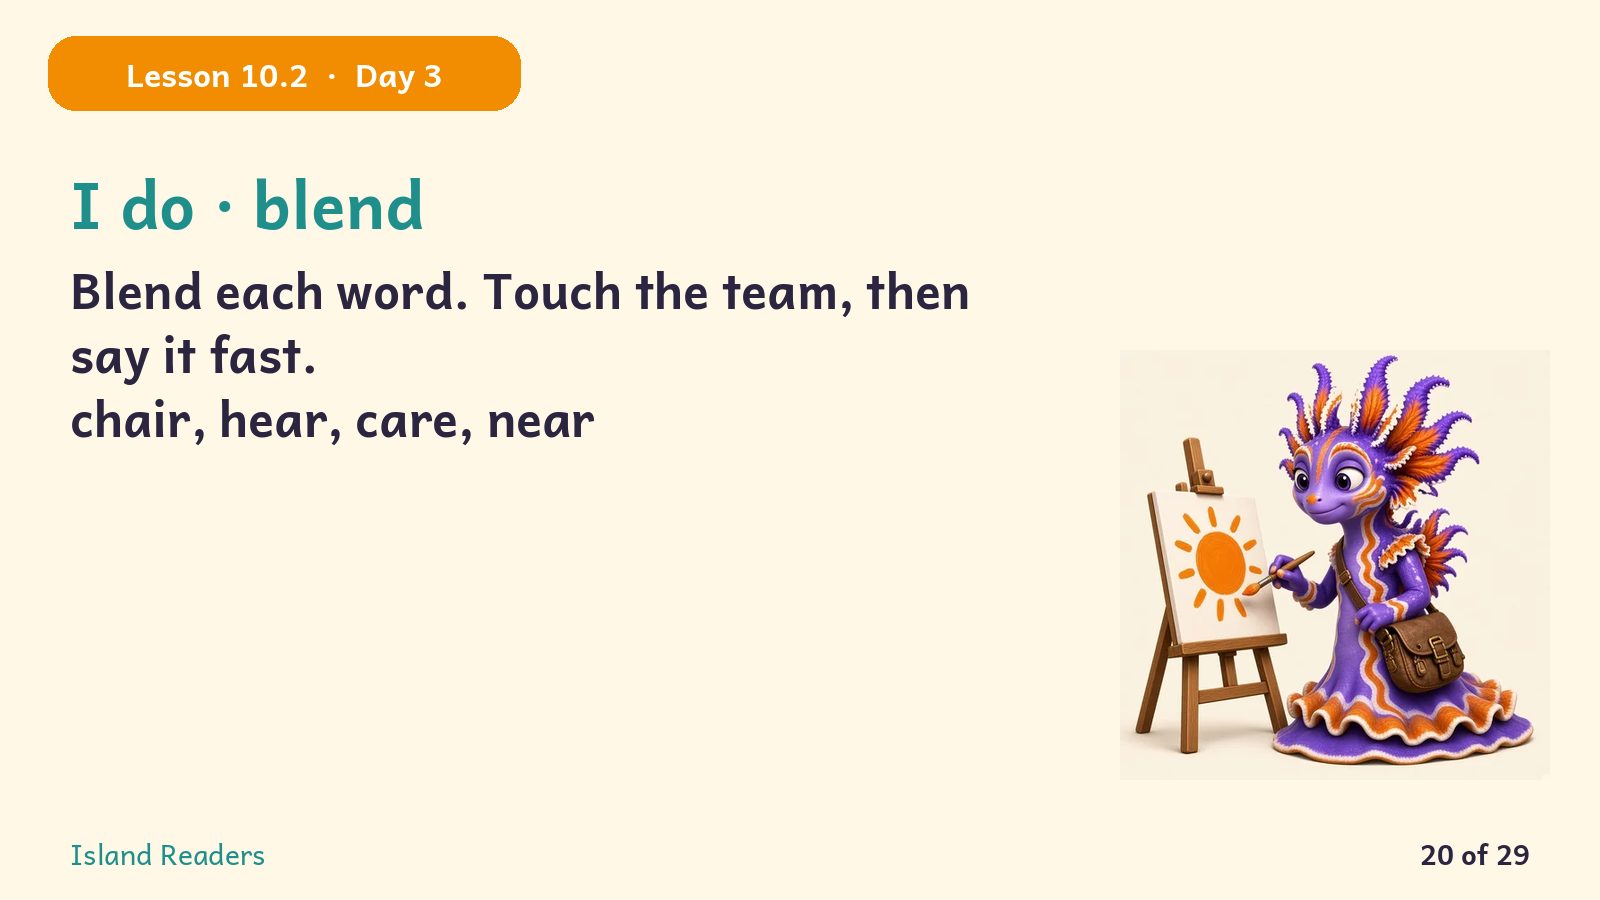 Lesson 10.2 · Day 3
I do · blend
Blend each word. Touch the team, then
say it fast.
chair, hear, care, near
Island Readers
20 of 29